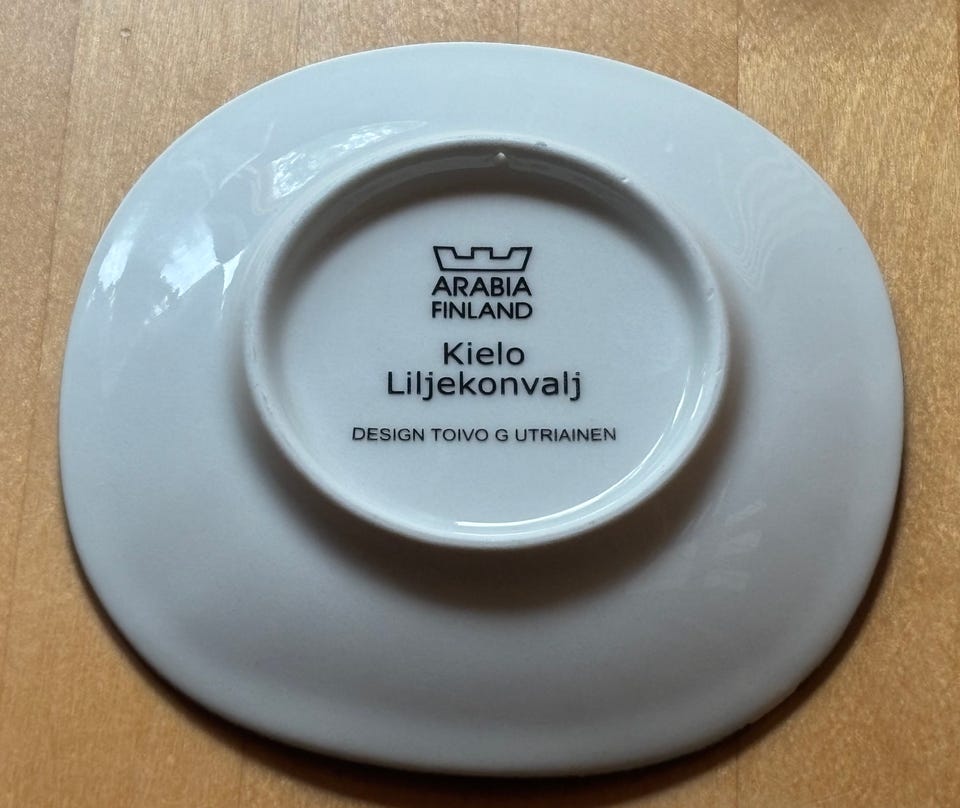 ARABIA
FINLAND
Kielo
Liljekonvalj
DESIGN TOIVO G UTRIAINEN